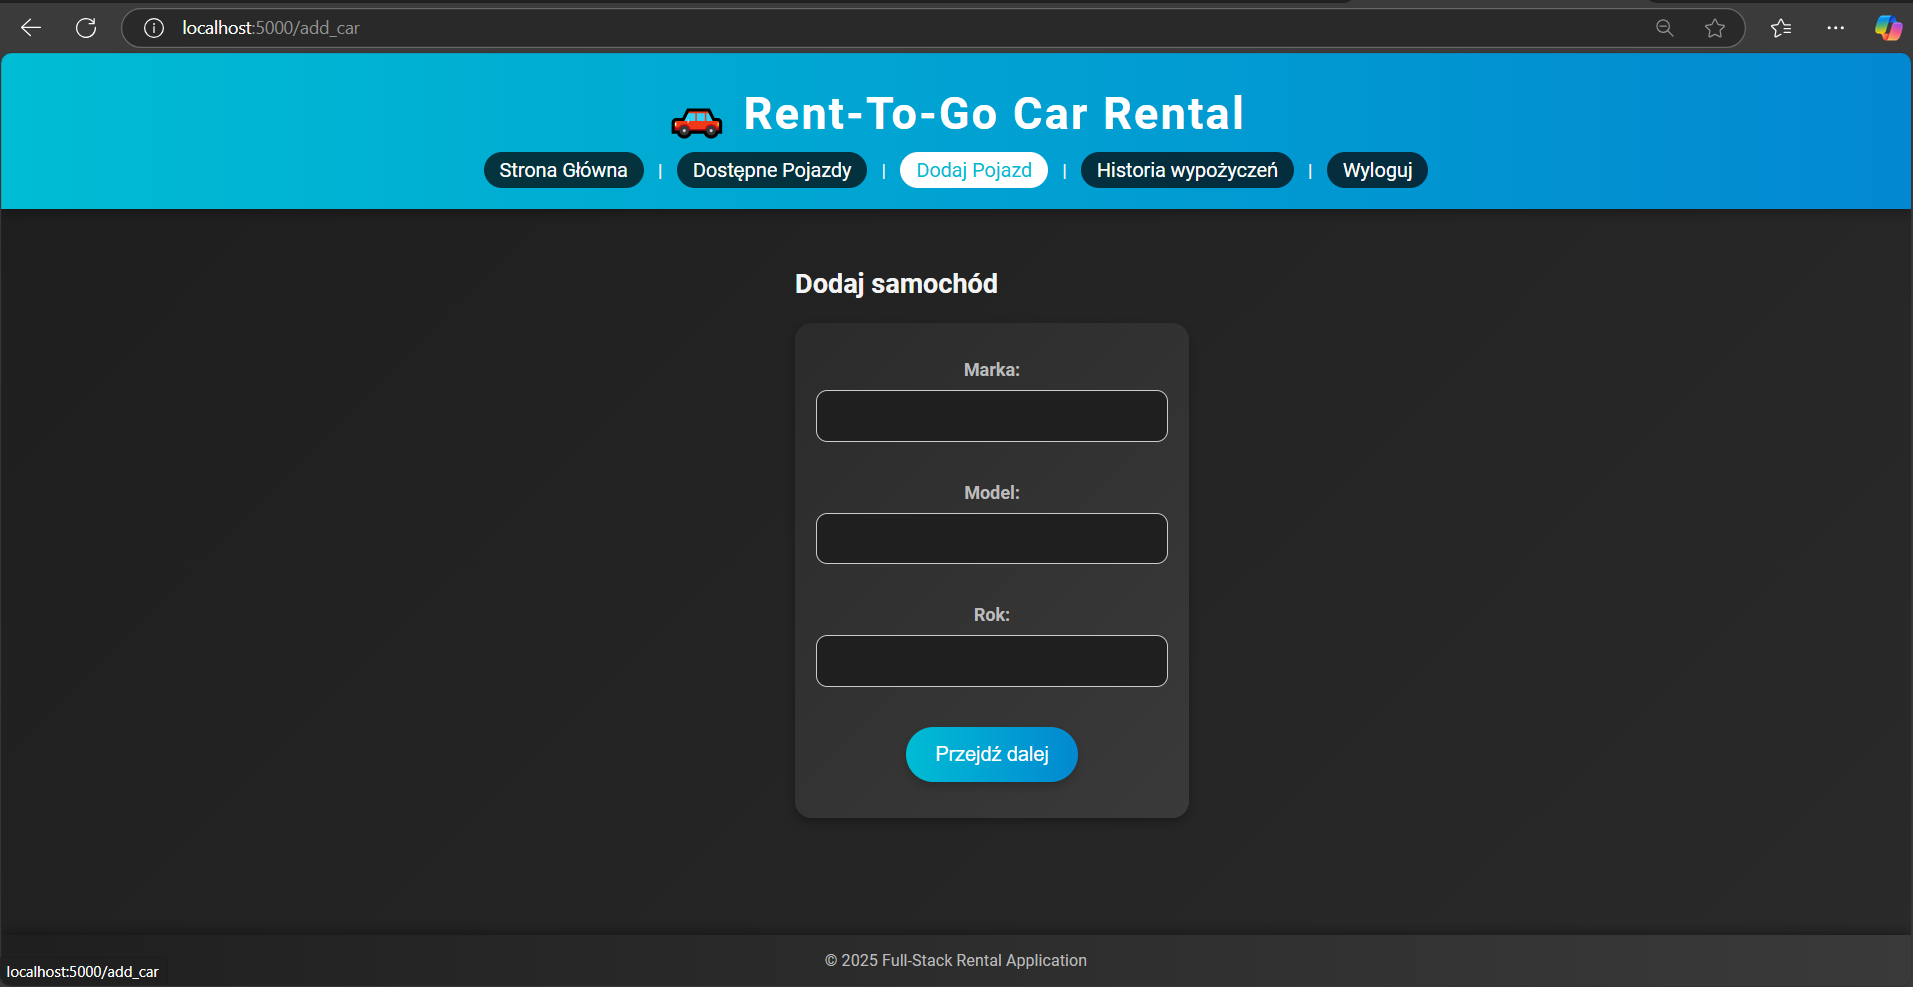 localhost:5000/add_car
Rent-To-Go Car Rental
Strona Główna | Dostępne Pojazdy | Dodaj Pojazd | Historia wypożyczeń | Wyloguj
Dodaj samochód
Marka:
Model:
Rok:
Przejdź dalej
© 2025 Full-Stack Rental Application
localhost:5000/add_car